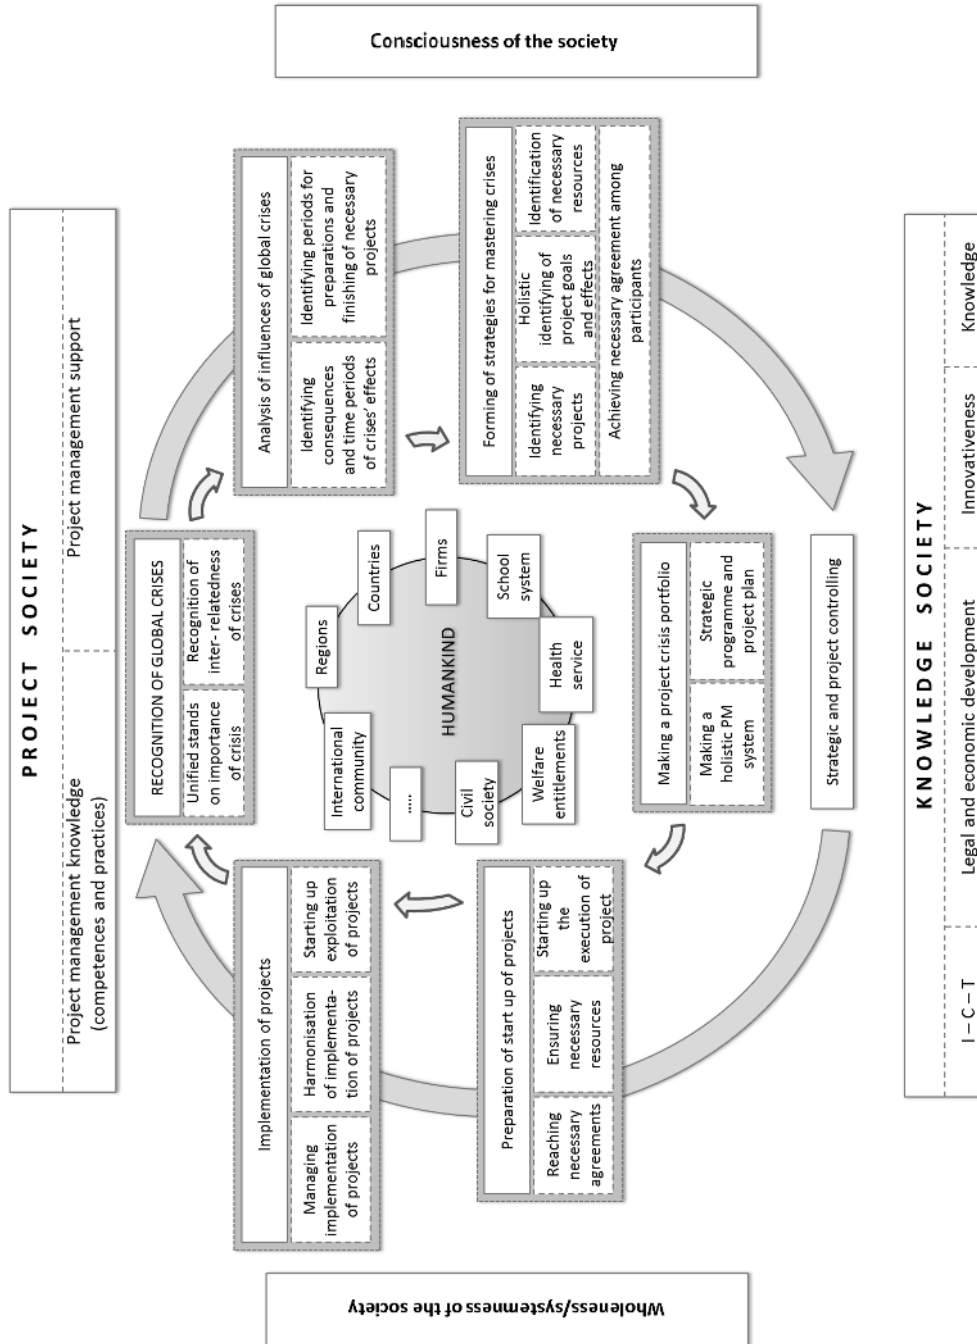 PROJECT SOCIETY
Project management knowledge
(competences and practices)
Project management support
Wholeness/systemness of the society
Consciousness of the society
RECOGNITION OF GLOBAL CRISES
Unified stands
on importance
of crisis
Recognition of
inter- relatedness
of crises
Analysis of influences of global crises
Identifying
consequences
and time periods
of crises' effects
Identifying periods for
preparations and
finishing of necessary
projects
Forming of strategies for mastering crises
Identifying
necessary
projects
Holistic
identifying of
project goals
and effects
Identification
of necessary
resources
Achieving necessary agreement among
participants
Making a project crisis portfolio
Making a
holistic PM
system
Strategic
programme and
project plan
Strategic and project controlling
Preparation of start up of projects
Reaching
necessary
agreements
Ensuring
necessary
resources
Starting up
the
execution of
project
Implementation of projects
Managing
implementation
of projects
Harmonisation
of implementa-
tion of projects
Starting up
exploitation
of projects
HUMANKIND
Regions
Countries
Firms
School
system
Health
service
Welfare
entitlements
Civil
society
.....
International
community
KNOWLEDGE SOCIETY
I – C – T
Legal and economic development
Innovativeness
Knowledge